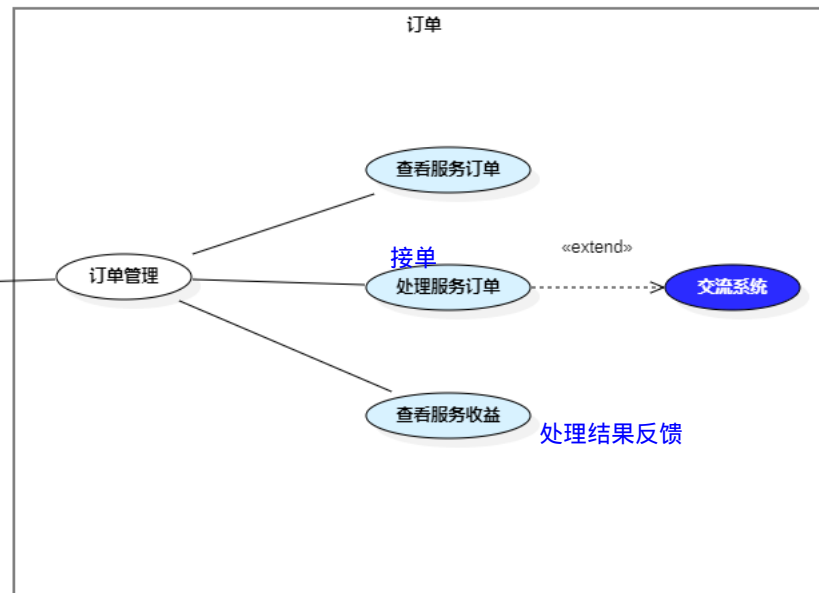 订单
查看服务订单
接单
«extend»
订单管理
处理服务订单
交流系统
查看服务收益
处理结果反馈